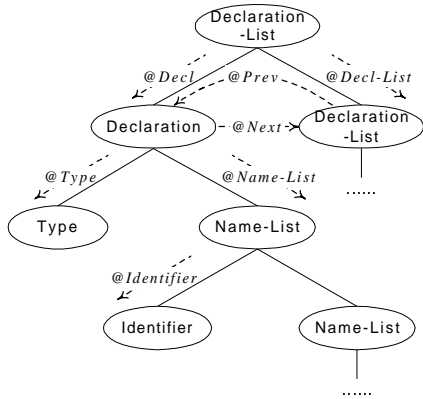 Declaration
-List
@Decl
@Prev
@Decl-List
Declaration
@Next
Declaration
-List
@Type
@Name-List
......
Type
Name-List
@Identifier
Identifier
Name-List
......